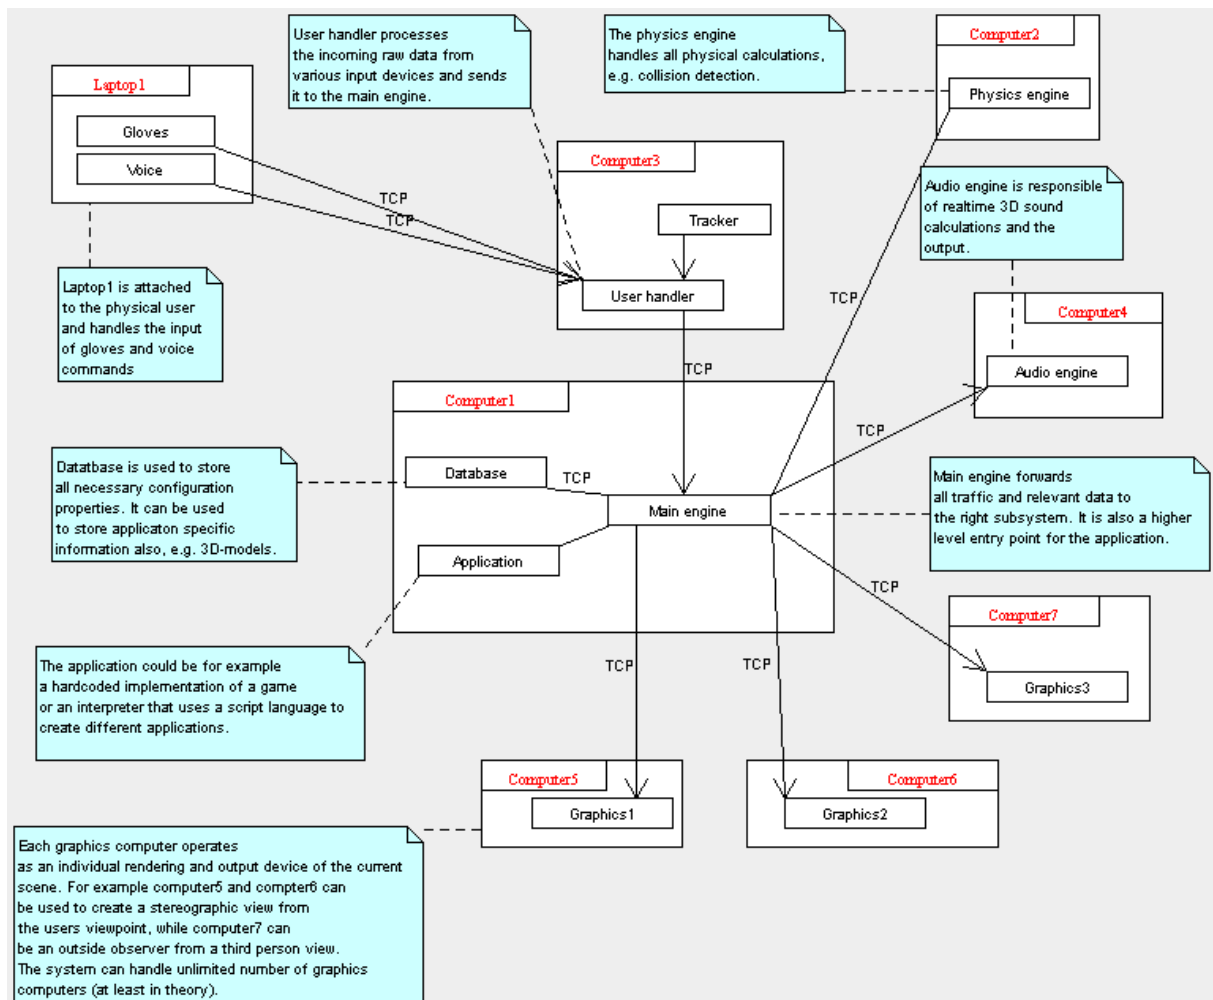 User handler processes
the incoming raw data from
various input devices and sends
it to the main engine.
The physics engine
handles all physical calculations,
e.g. collision detection.
Computer2
Physics engine
Laptop1
Gloves
Voice
TCP
TCP
Computer3
Tracker
User handler
Audio engine is responsible
of realtime 3D sound
calculations and the
output.
Laptop1 is attached
to the physical user
and handles the input
of gloves and voice
commands
TCP
Computer4
Audio engine
TCP
Computer1
Database
TCP
Main engine
Application
TCP
Datatbase is used to store
all necessary configuration
properties. It can be used
to store applicaton specific
information also, e.g. 3D-models.
Main engine forwards
all traffic and relevant data to
the right subsystem. It is also a higher
level entry point for the application.
TCP
Computer7
Graphics3
The application could be for example
a hardcoded implementation of a game
or an interpreter that uses a script language to
create different applications.
TCP
TCP
Computer5
Graphics1
Computer6
Graphics2
Each graphics computer operates
as an individual rendering and output device of the current
scene. For example computer5 and compter6 can
be used to create a stereographic view from
the users viewpoint, while computer7 can
be an outside observer from a third person view.
The system can handle unlimited number of graphics
computers (at least in theory).